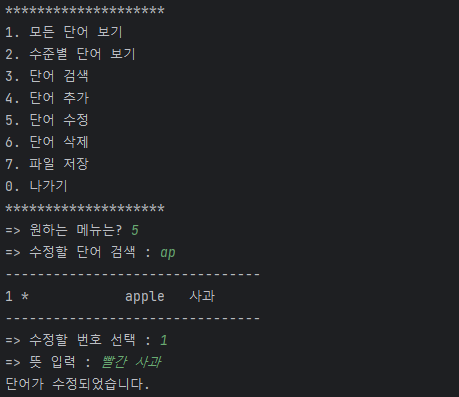 ********************
1. 모든 단어 보기
2. 수준별 단어 보기
3. 단어 검색
4. 단어 추가
5. 단어 수정
6. 단어 삭제
7. 파일 저장
0. 나가기
********************
=> 원하는 메뉴는? 5
=> 수정할 단어 검색 : ap
--------------------------------
1 *            apple   사과
--------------------------------
=> 수정할 번호 선택 : 1
=> 뜻 입력 : 빨간 사과
단어가 수정되었습니다.